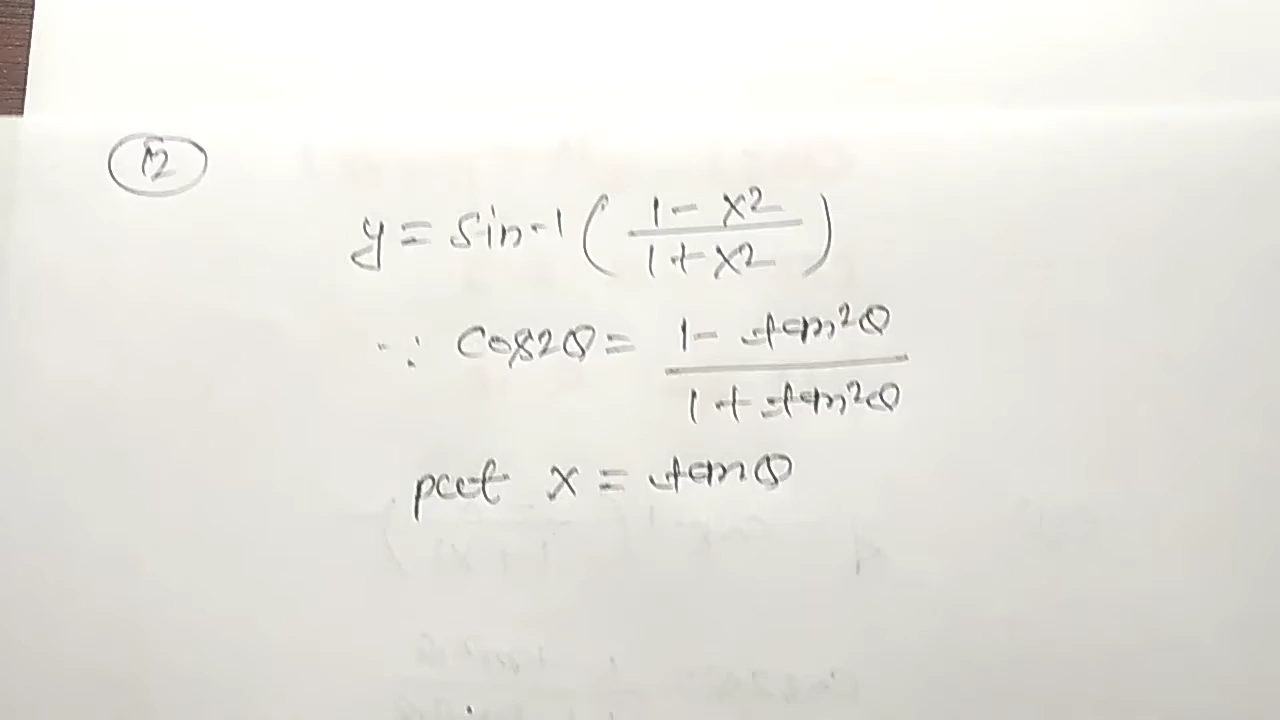 12
y = sin-1 ( 1 - x2 / 1 + x2 )
∵ cos2θ = 1 - tan2θ / 1 + tan2θ
put x = tanθ